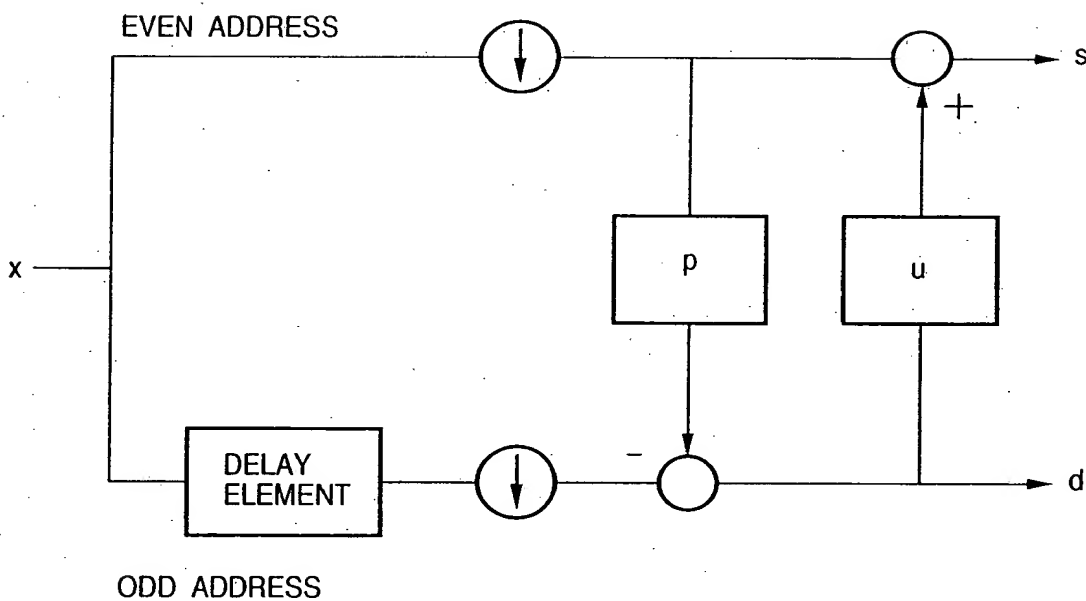 EVEN ADDRESS
s
+
x
p
u
-
DELAY
ELEMENT
d
ODD ADDRESS